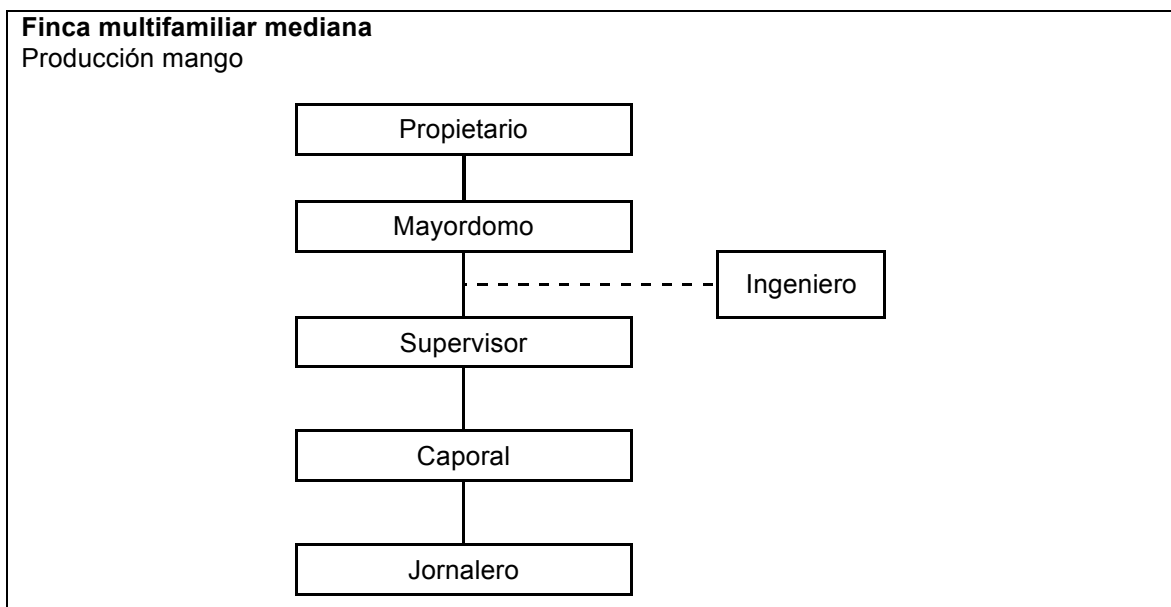 Finca multifamiliar mediana
Producción mango
Propietario
Mayordomo
Ingeniero
Supervisor
Caporal
Jornalero